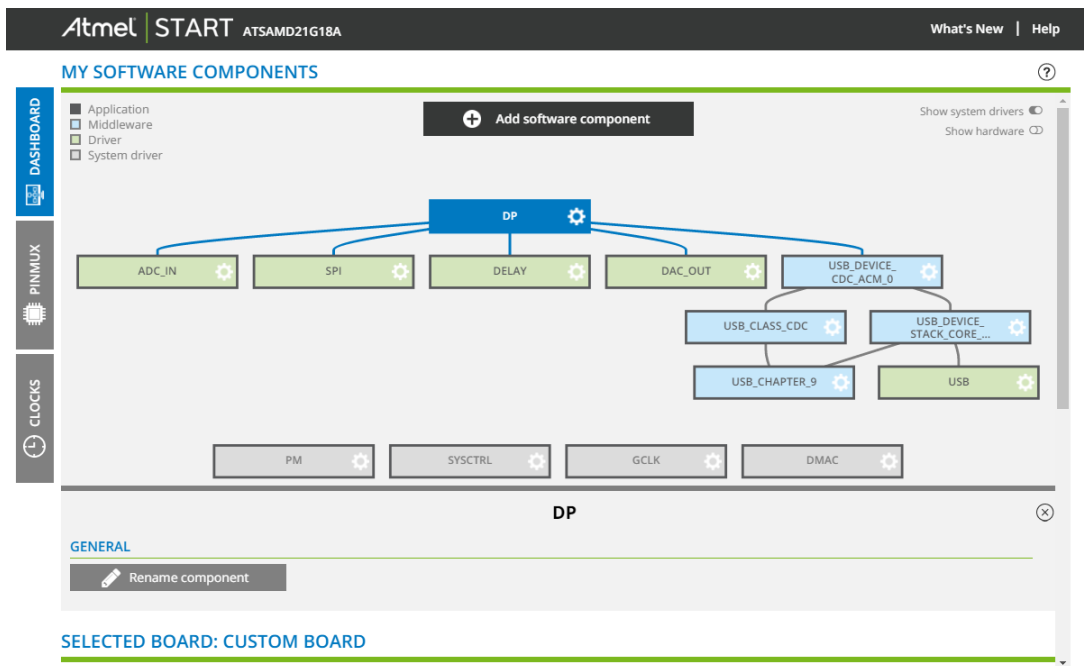 Atmel START ATSAMD21G18A
What's New | Help
MY SOFTWARE COMPONENTS
?
DASHBOARD
PINMUX
CLOCKS
Application
Middleware
Driver
System driver
Add software component
Show system drivers
Show hardware
DP
ADC_IN
SPI
DELAY
DAC_OUT
USB_DEVICE_
CDC_ACM_0
USB_CLASS_CDC
USB_DEVICE_
STACK_CORE_...
USB_CHAPTER_9
USB
PM
SYSCTRL
GCLK
DMAC
DP
GENERAL
Rename component
SELECTED BOARD: CUSTOM BOARD